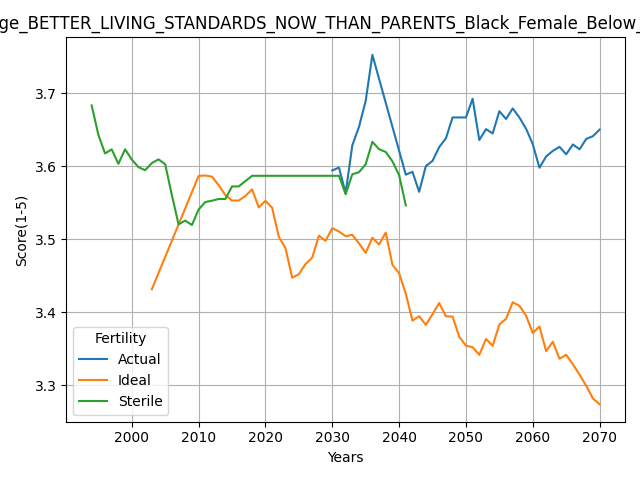 ge_BETTER_LIVING_STANDARDS_NOW_THAN_PARENTS_Black_Female_Below_
Score(1-5)
3.7
3.6
3.5
3.4
3.3
Fertility
Actual
Ideal
Sterile
2000
2010
2020
2030
2040
2050
2060
2070
Years